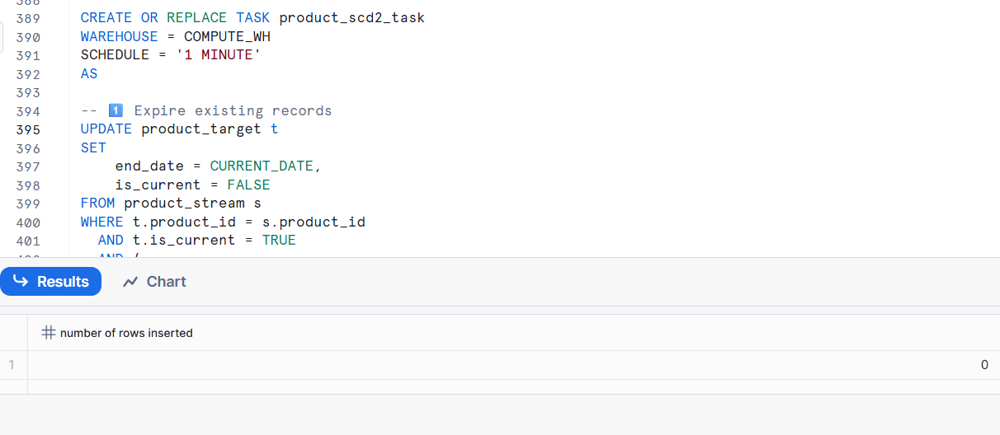 388
389 CREATE OR REPLACE TASK product_scd2_task
390 WAREHOUSE = COMPUTE_WH
391 SCHEDULE = '1 MINUTE'
392 AS
393
394 -- 1️⃣ Expire existing records
395 UPDATE product_target t
396 SET
397 end_date = CURRENT_DATE,
398 is_current = FALSE
399 FROM product_stream s
400 WHERE t.product_id = s.product_id
401 AND t.is_current = TRUE
AND (
Results Chart
number of rows inserted
1 0